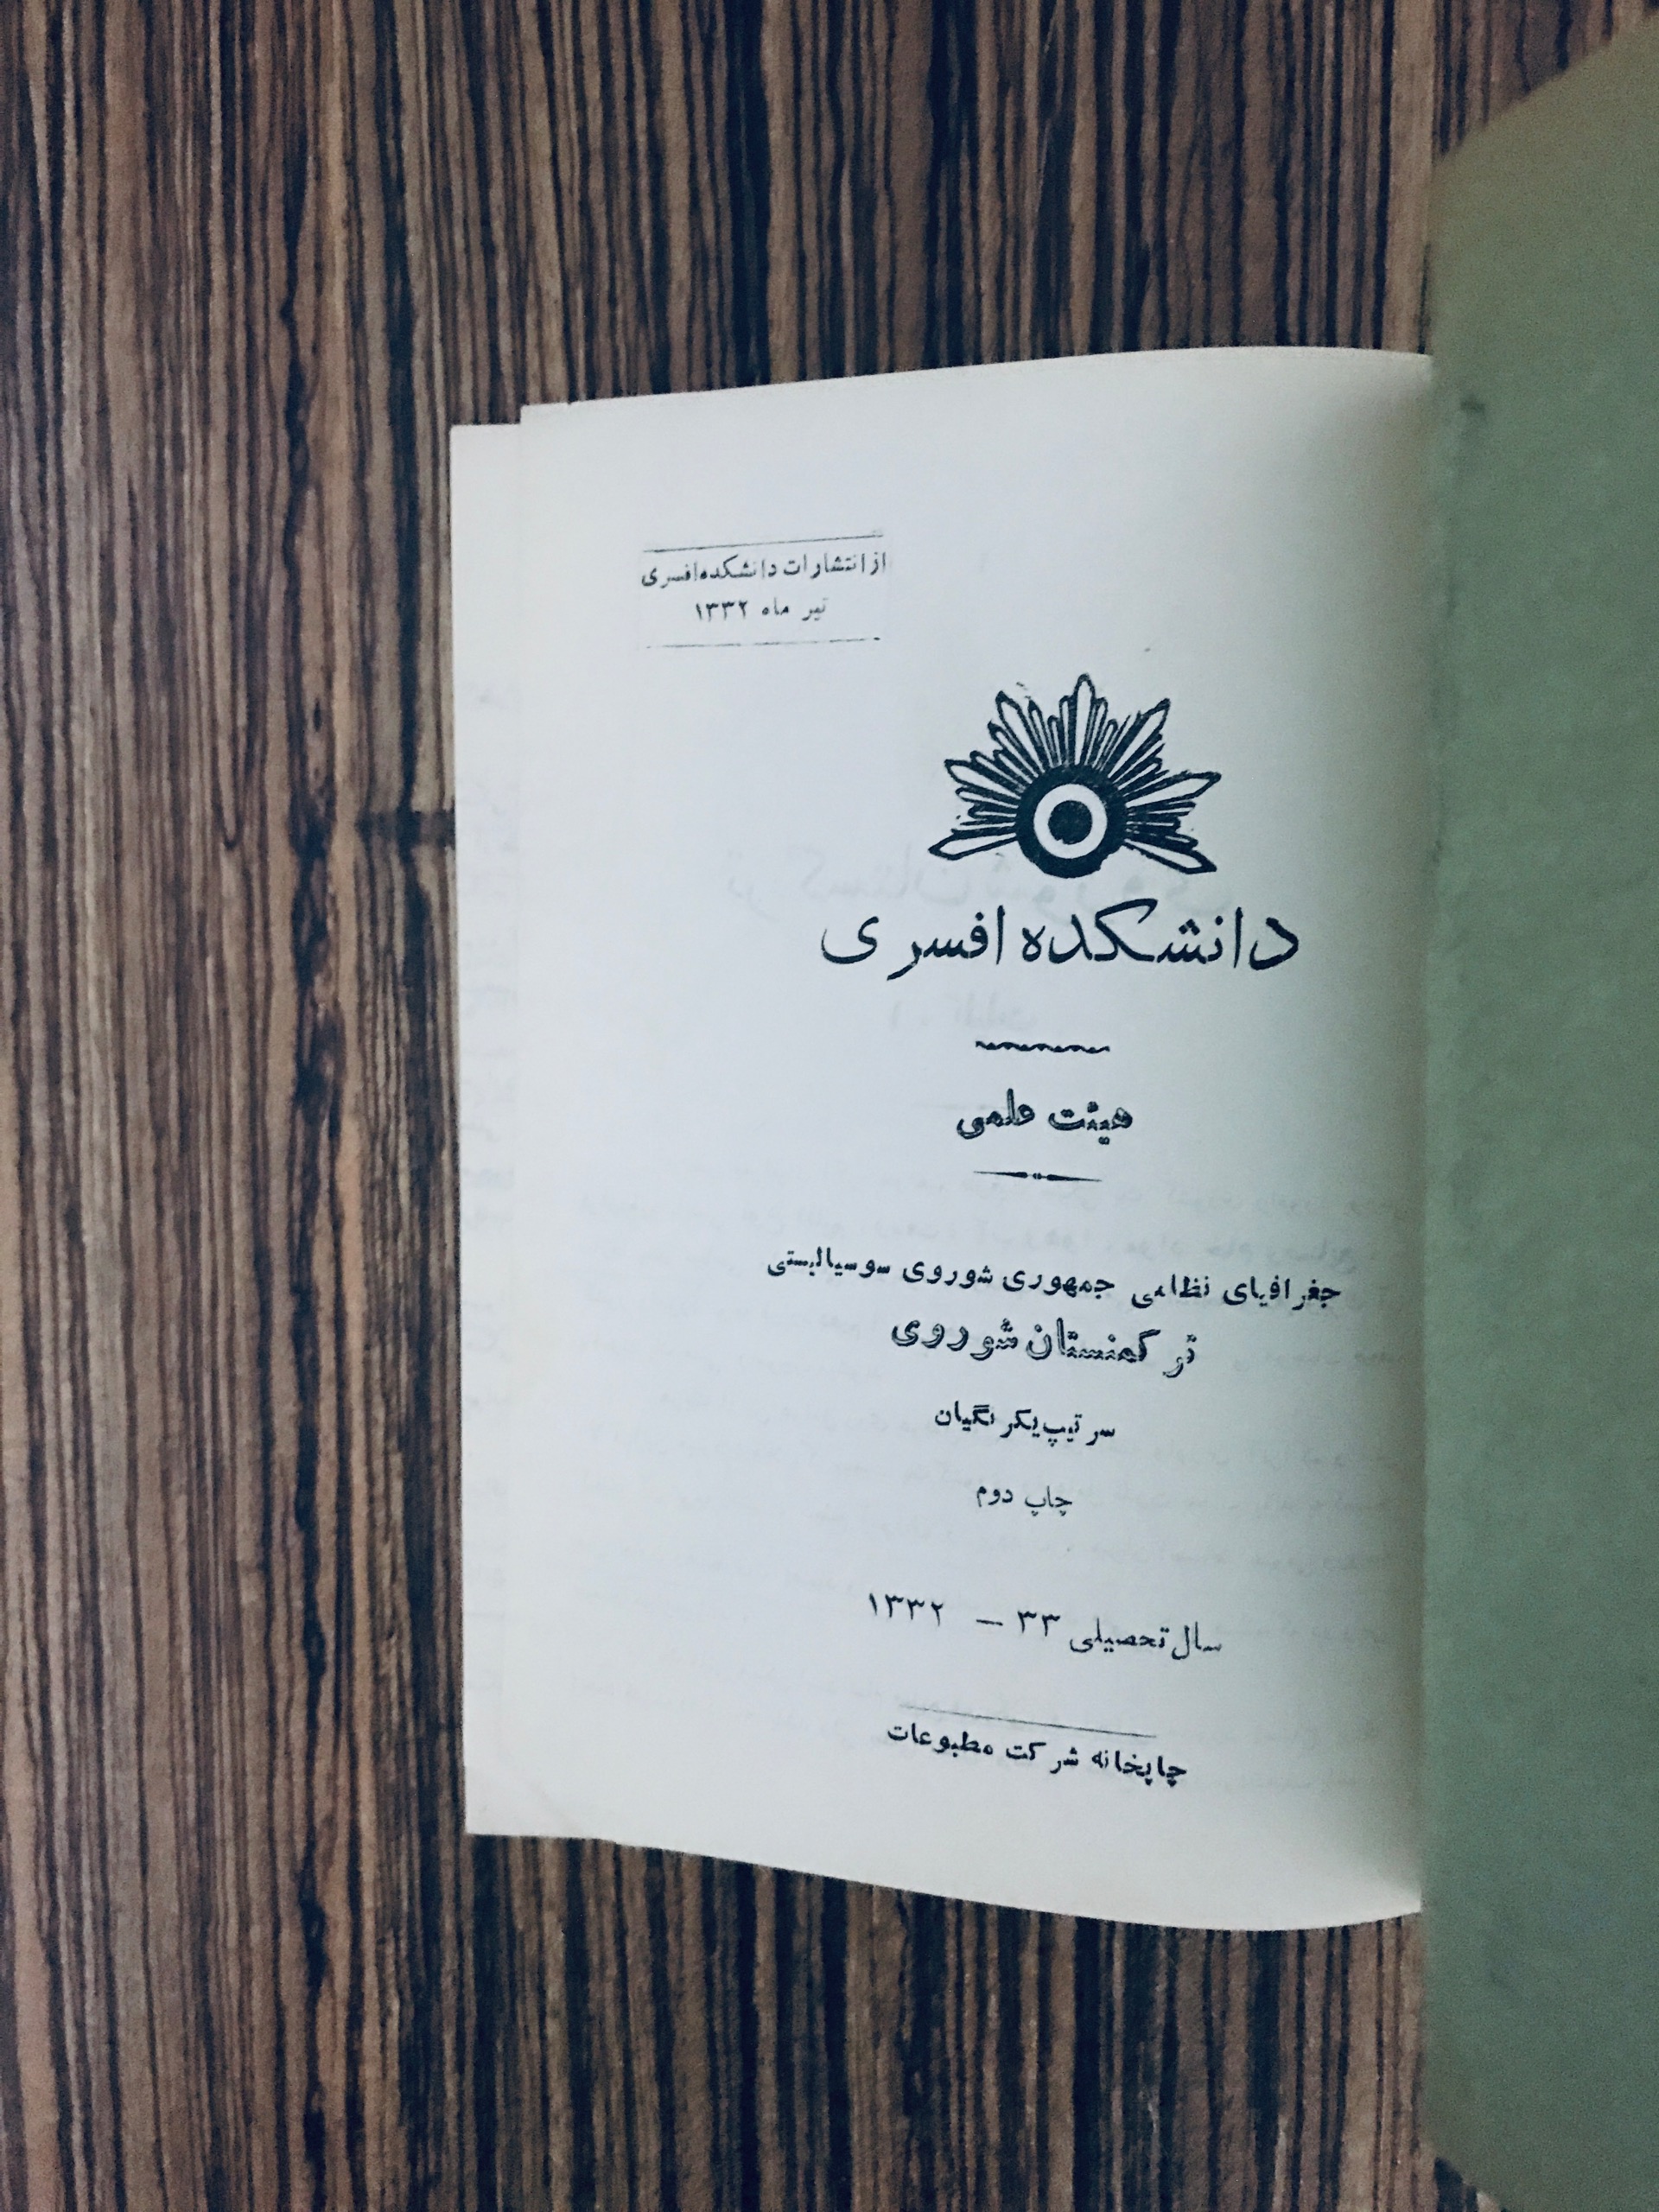 از انتشارات دانشکده افسری
تیر ماه ۱۳۳۲
دانشکده افسری
هیئت علمی
جغرافیای نظامی جمهوری شوروی سوسیالیستی
ترکمنستان شوروی
سرتیپ یکرنگیان
چاپ دوم
سال تحصیلی ۳۳ – ۱۳۳۲
چاپخانه شرکت مطبوعات